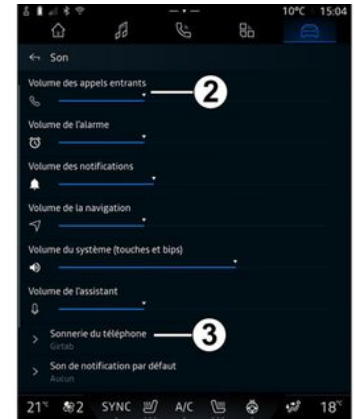 10°C 15:04
Son
Volume des appels entrants
2
Volume de l'alarme
Volume des notifications
Volume de la navigation
Volume du système (touches et bips)
Volume de l'assistant
Sonnerie du téléphone
3
Girtab
Son de notification par défaut
Aucun
21° 2 SYNC A/C 18°